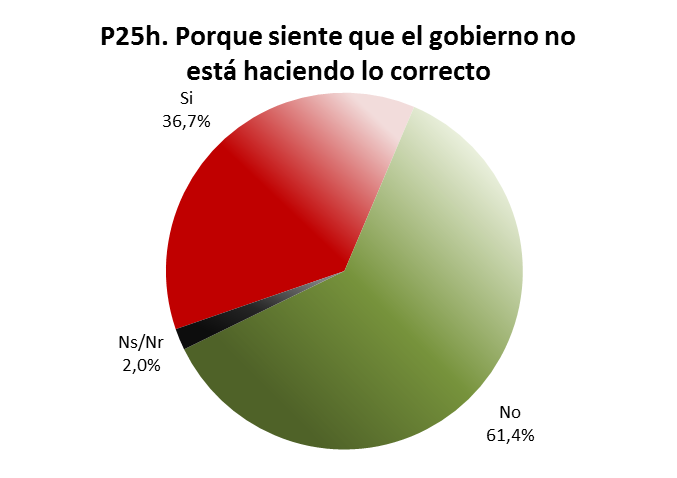 P25h. Porque siente que el gobierno no
está haciendo lo correcto
Si
36,7%
Ns/Nr
2,0%
No
61,4%